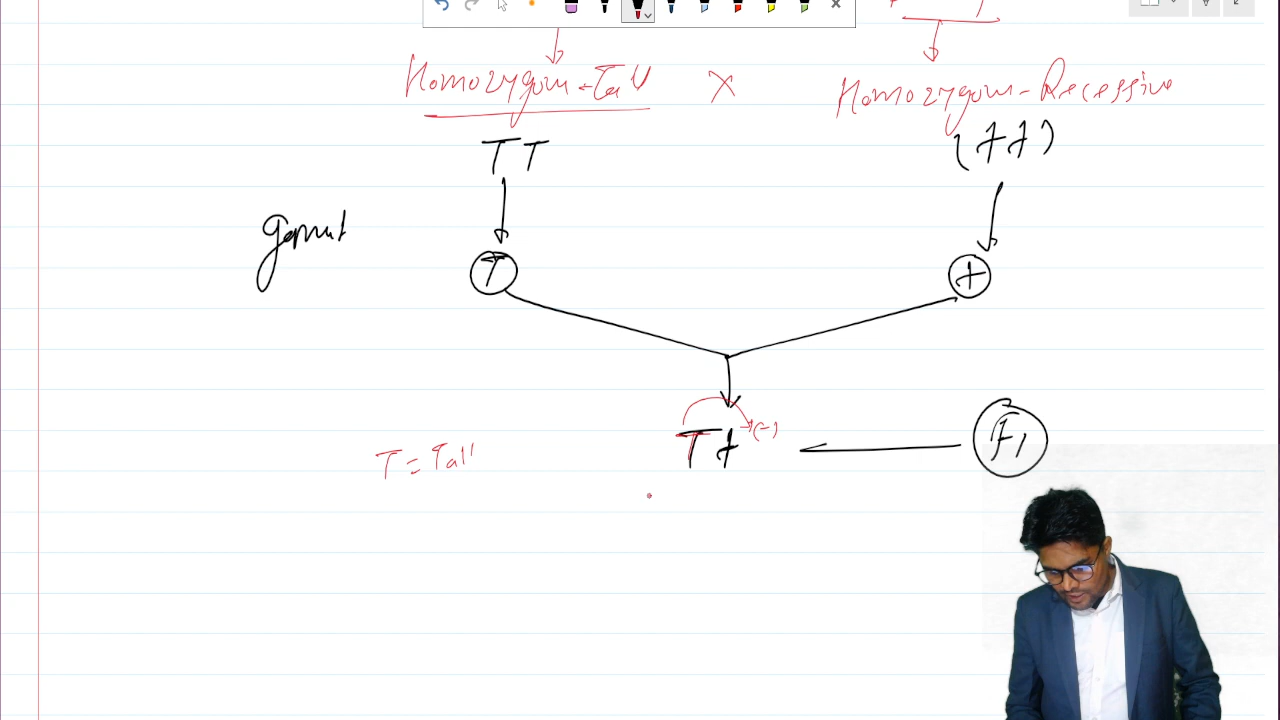 Homozygous - Tall X Homozygous - Recessive
TT (tt)
Gamet
T t
Tt (-) F1
T = Tall